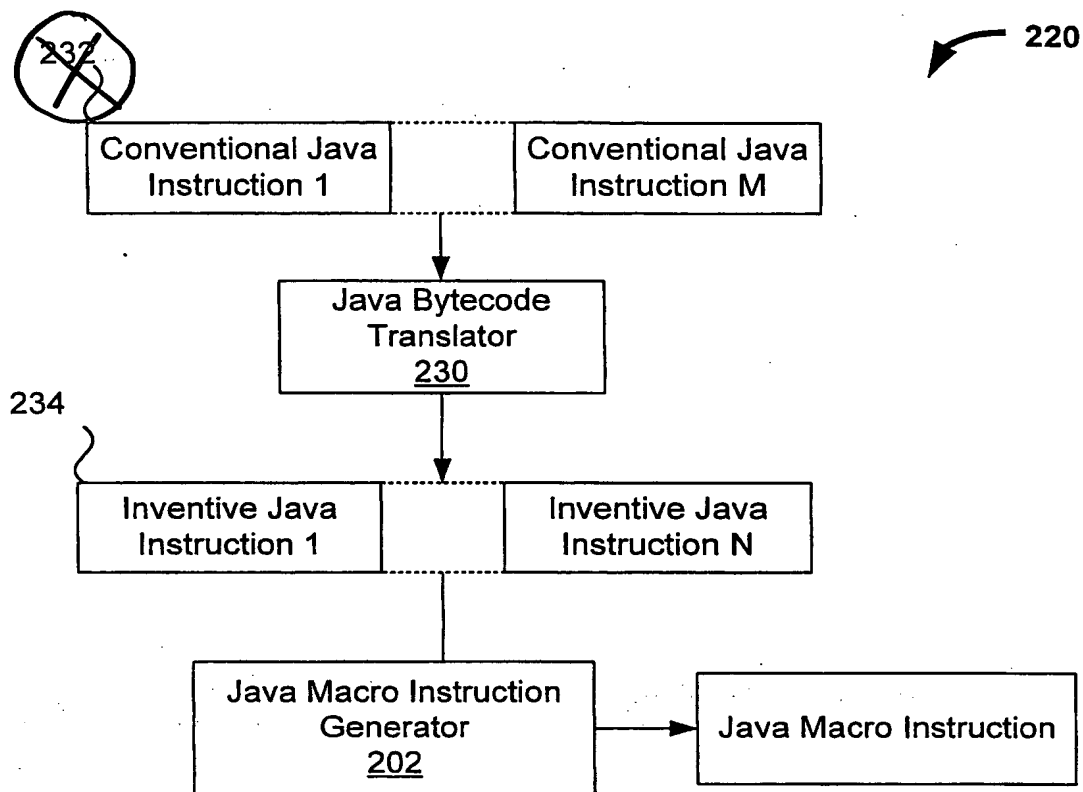 232
220
Conventional Java
Instruction 1
Conventional Java
Instruction M
Java Bytecode
Translator
230
234
Inventive Java
Instruction 1
Inventive Java
Instruction N
Java Macro Instruction
Generator
202
Java Macro Instruction